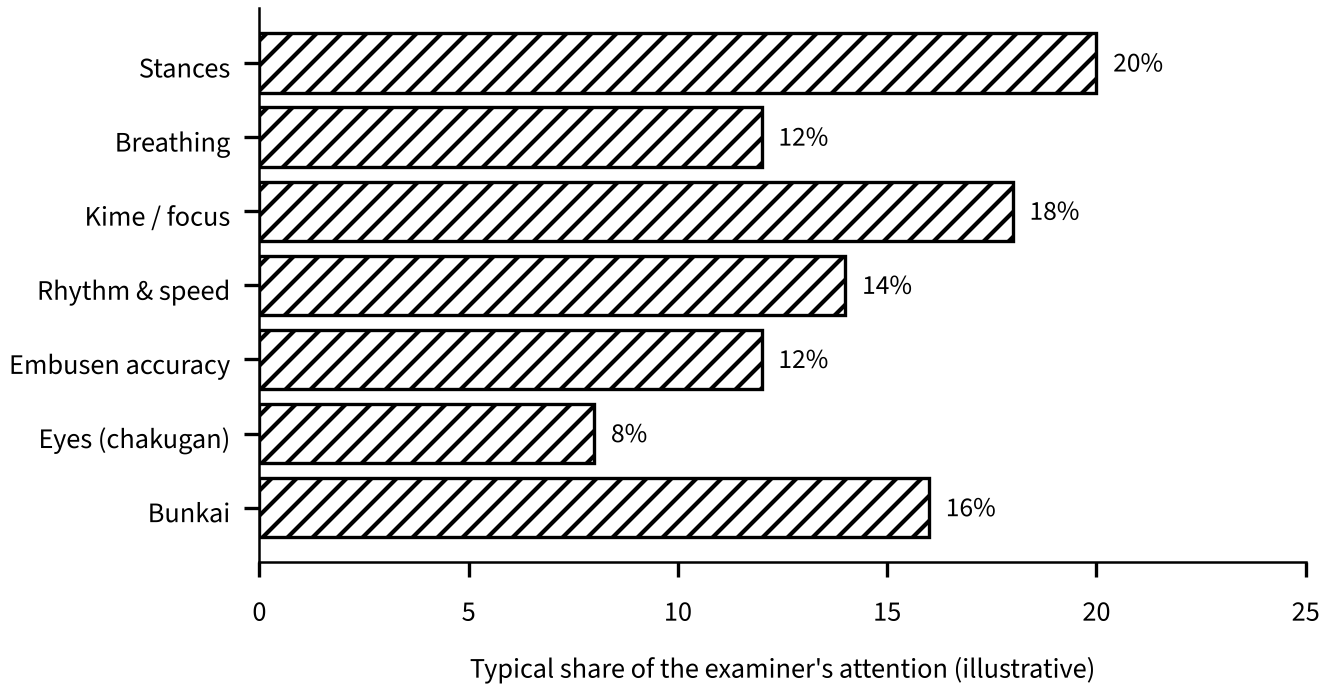 Stances 20%
Breathing 12%
Kime / focus 18%
Rhythm & speed 14%
Embusen accuracy 12%
Eyes (chakugan) 8%
Bunkai 16%
0 5 10 15 20 25
Typical share of the examiner's attention (illustrative)